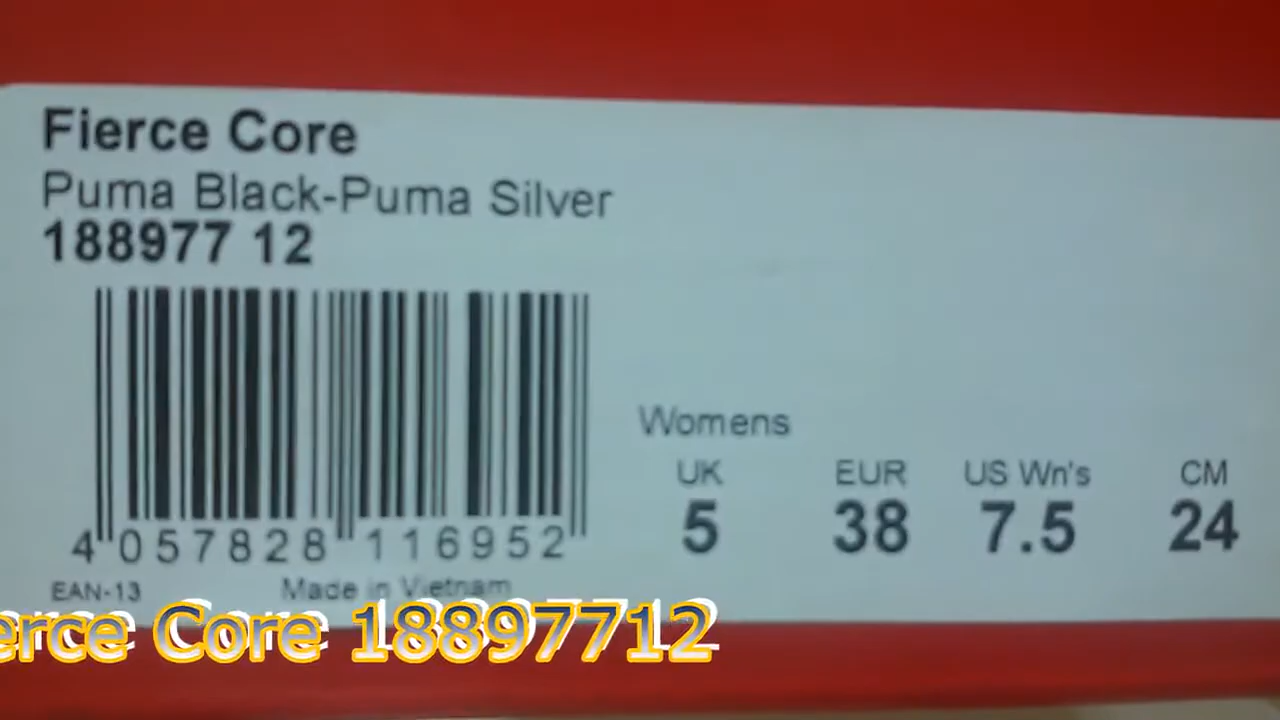 Fierce Core
Puma Black-Puma Silver
188977 12
4 057828 116952
EAN-13 Made in Vietnam
Womens
UK EUR US Wn's CM
5 38 7.5 24
erce Core 18897712